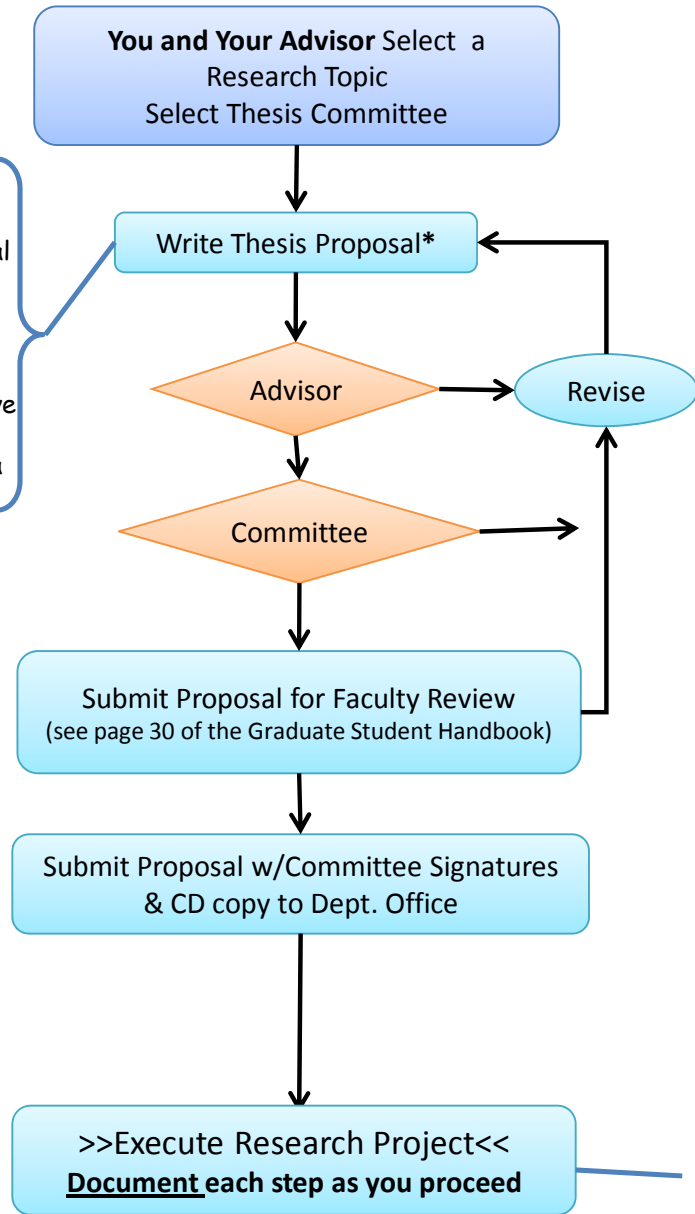 You and Your Advisor Select a
Research Topic
Select Thesis Committee
Write Thesis Proposal*
Advisor
Revise
Committee
Submit Proposal for Faculty Review
(see page 30 of the Graduate Student Handbook)
Submit Proposal w/Committee Signatures
& CD copy to Dept. Office
>>Execute Research Project<<
Document each step as you proceed